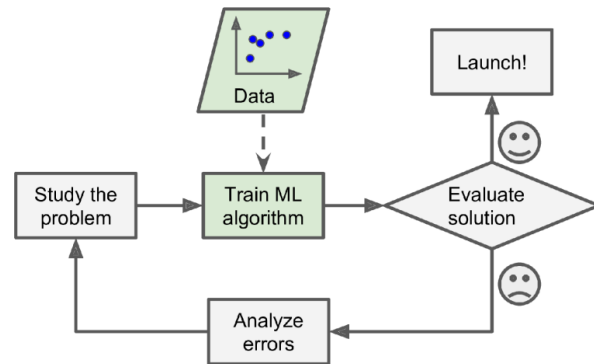 Data
Launch!
Study the
problem
Train ML
algorithm
Evaluate
solution
Analyze
errors